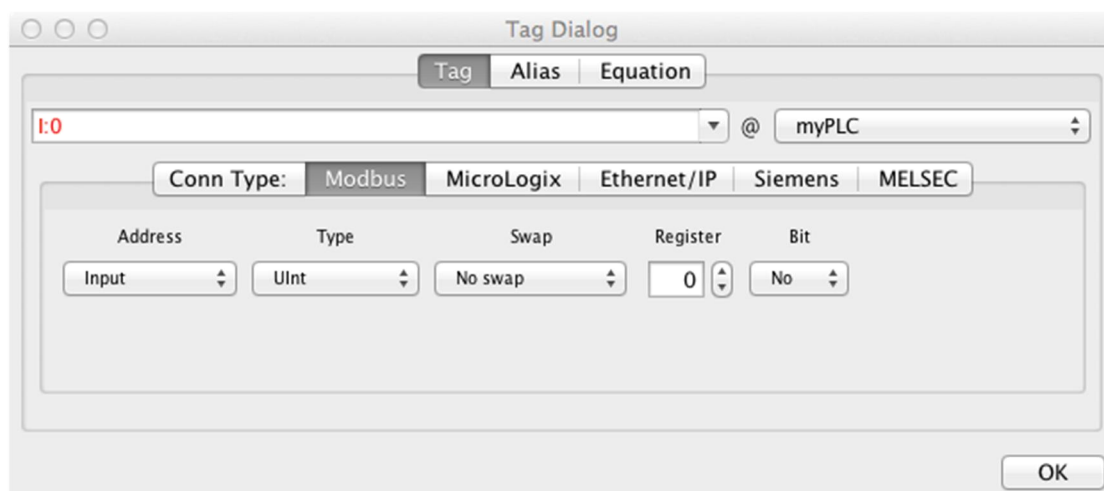 Tag Dialog
Tag Alias Equation
I:0 @ myPLC
Conn Type: Modbus MicroLogix Ethernet/IP Siemens MELSEC
Address Type Swap Register Bit
Input UInt No swap 0 No
OK